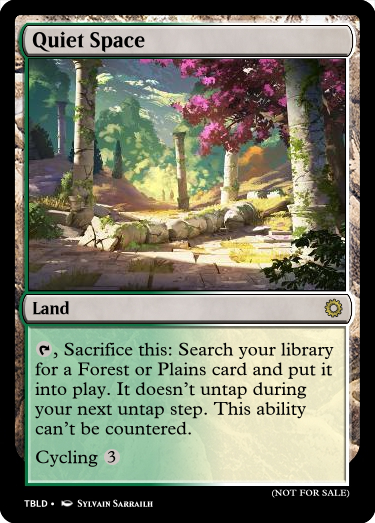 Quiet Space
Land
, Sacrifice this: Search your library
for a Forest or Plains card and put it
into play. It doesn't untap during
your next untap step. This ability
can't be countered.
Cycling 3
(NOT FOR SALE)
TBLD • Sylvain Sarrailh